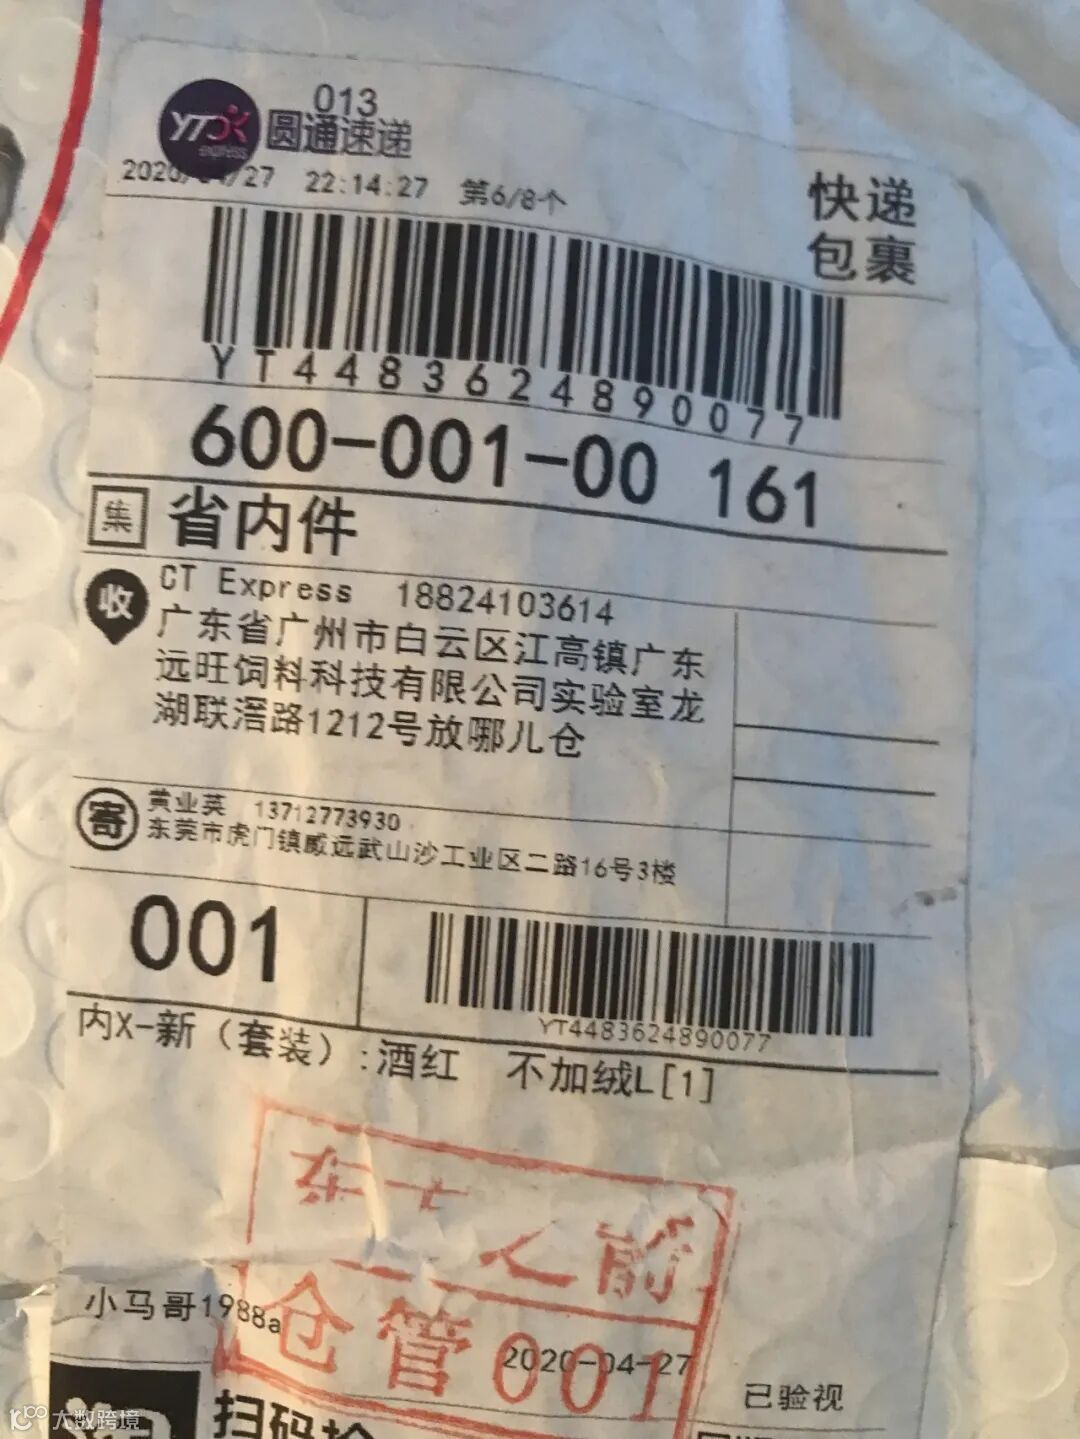 013
YTO
express
圆通速递
2020/04/27 22:14:27 第6/8个
快递
包裹
YT4483624890077
600-001-00 161
集 省内件
收 CT Express 18824103614
广东省广州市白云区江高镇广东
远旺饲料科技有限公司实验室龙
湖联滘路1212号放哪儿仓
寄 黄业英 13712773930
东莞市虎门镇威远武山沙工业区二路16号3楼
001
YT4483624890077
内X-新（套装）:酒红 不加绒L[1]
小马哥1988a
仓管001
2020-04-27
已验视
大数跨境
扫码